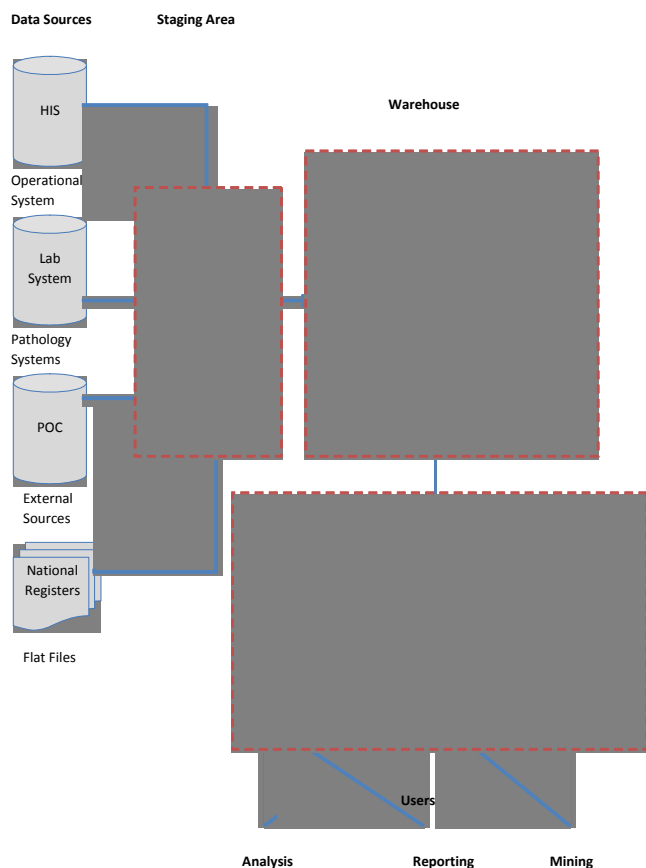 Data Sources
Staging Area
Warehouse
HIS
Operational
System
Lab
System
Pathology
Systems
POC
External
Sources
National
Registers
Flat Files
Users
Analysis
Reporting
Mining